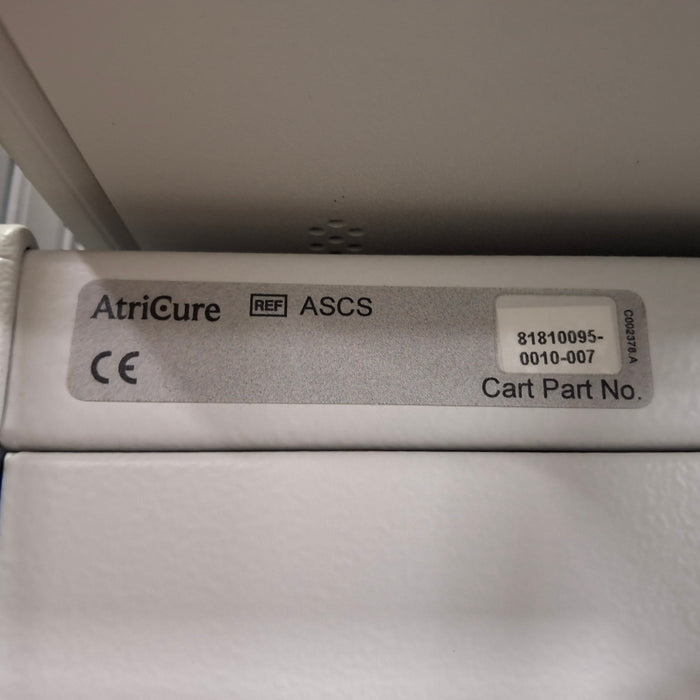 AtriCure REF ASCS
CE
81810095-
0010-007
Cart Part No.
C002378.A